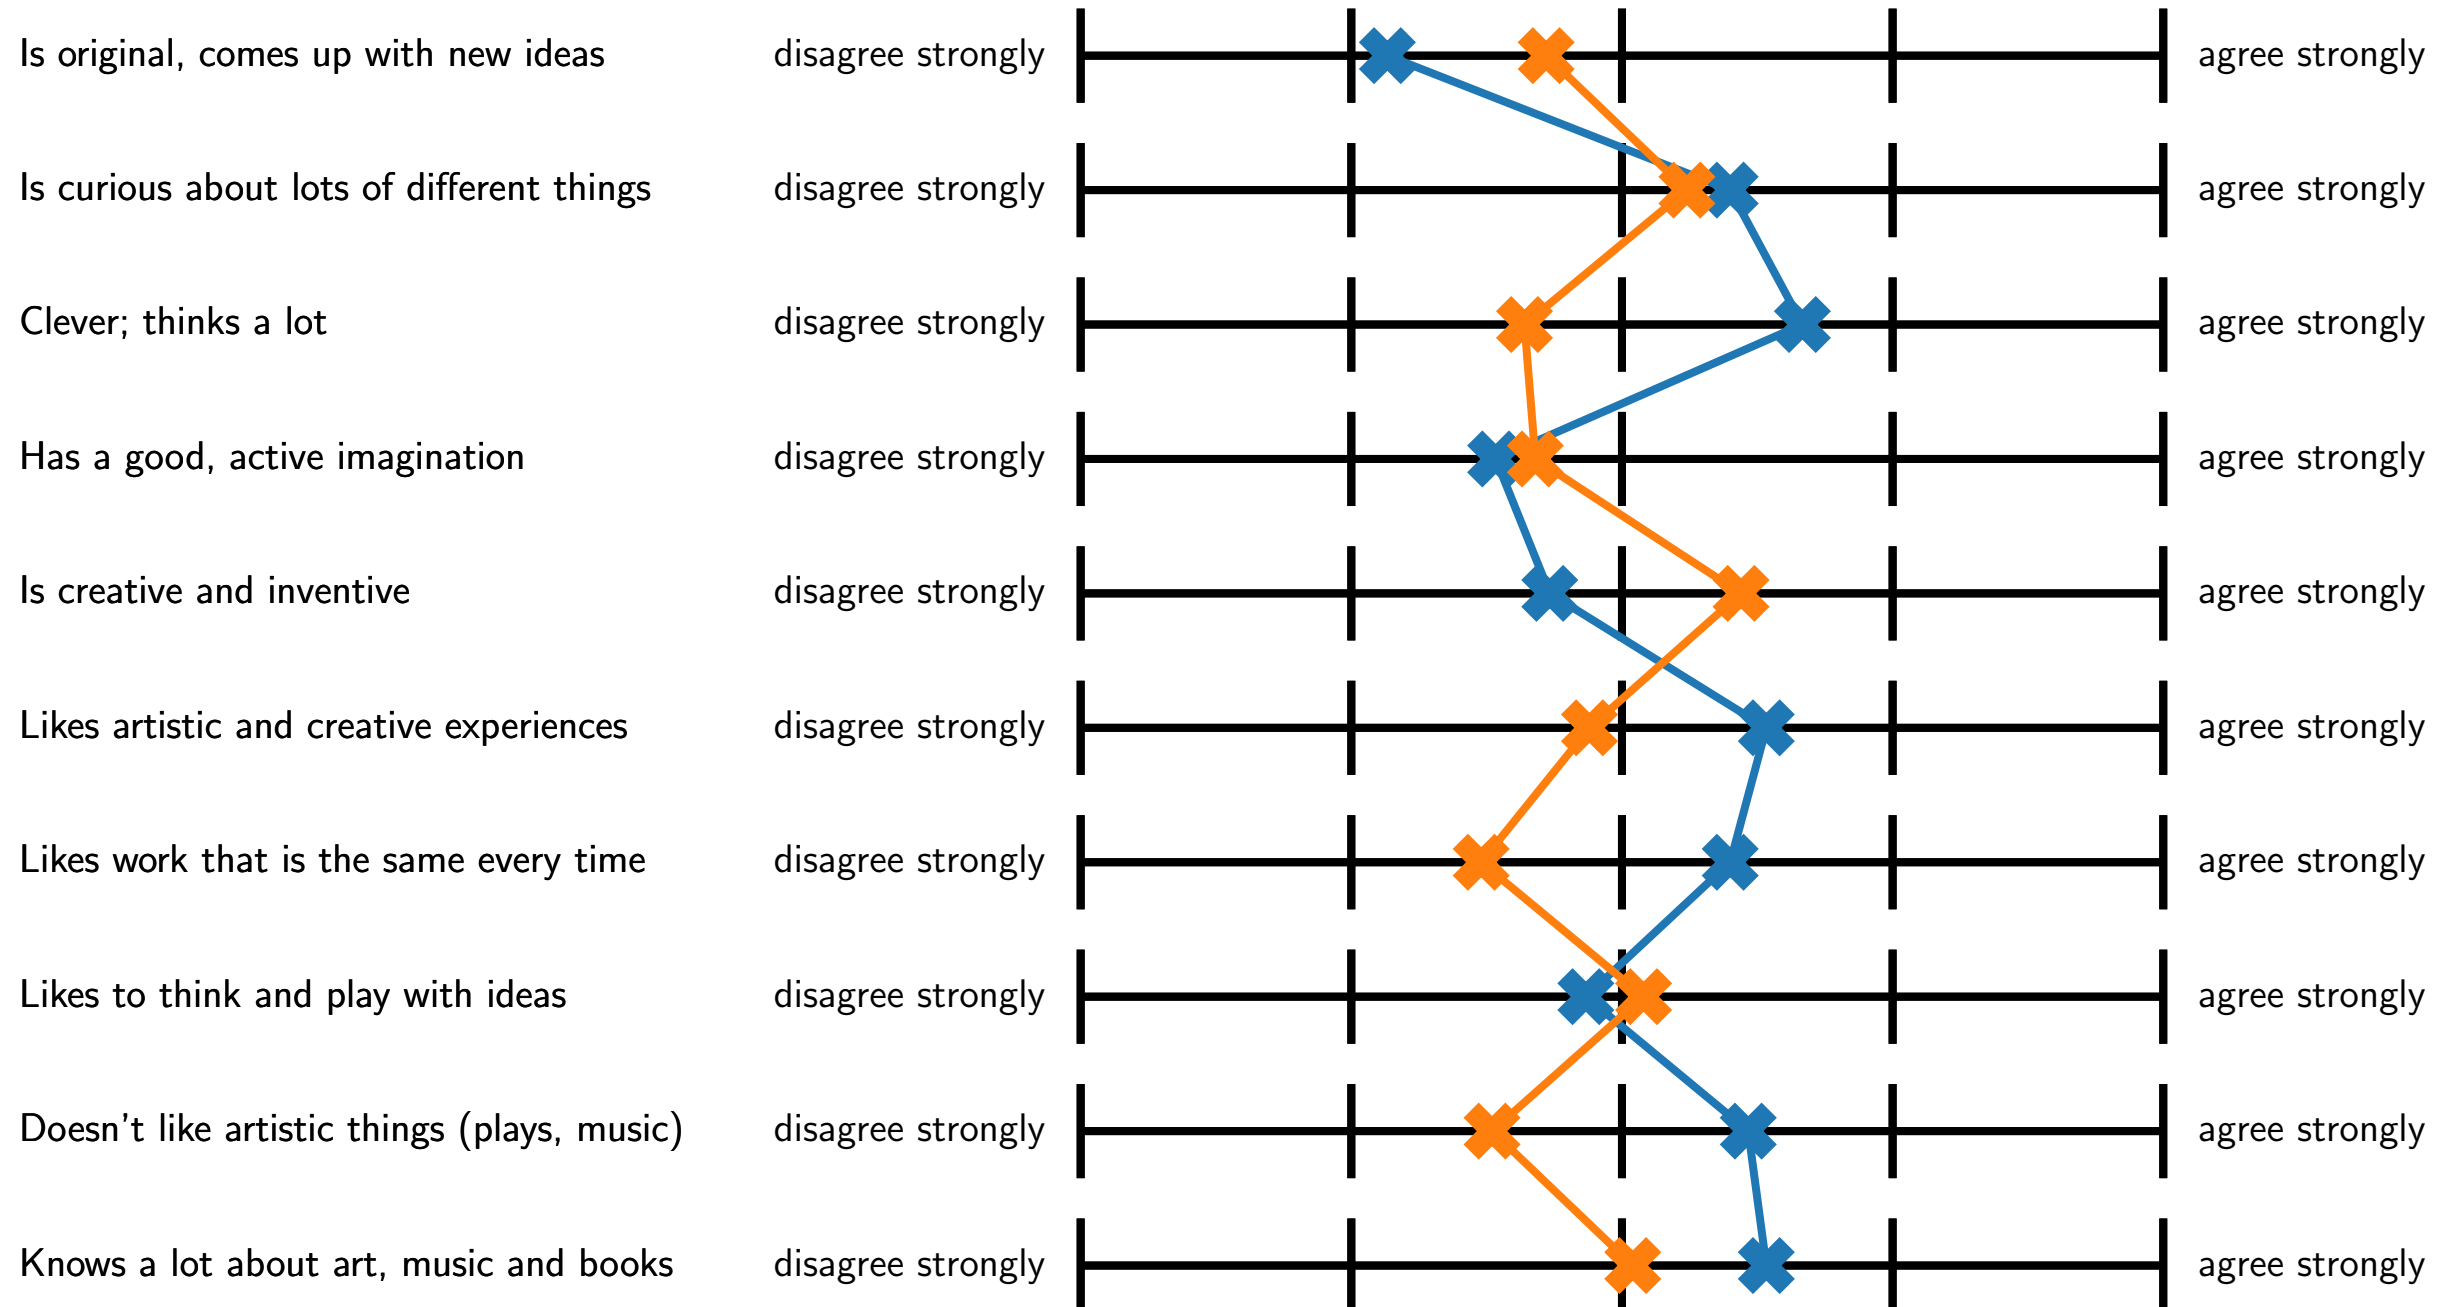 Is original, comes up with new ideas disagree strongly agree strongly
Is curious about lots of different things disagree strongly agree strongly
Clever; thinks a lot disagree strongly agree strongly
Has a good, active imagination disagree strongly agree strongly
Is creative and inventive disagree strongly agree strongly
Likes artistic and creative experiences disagree strongly agree strongly
Likes work that is the same every time disagree strongly agree strongly
Likes to think and play with ideas disagree strongly agree strongly
Doesn't like artistic things (plays, music) disagree strongly agree strongly
Knows a lot about art, music and books disagree strongly agree strongly